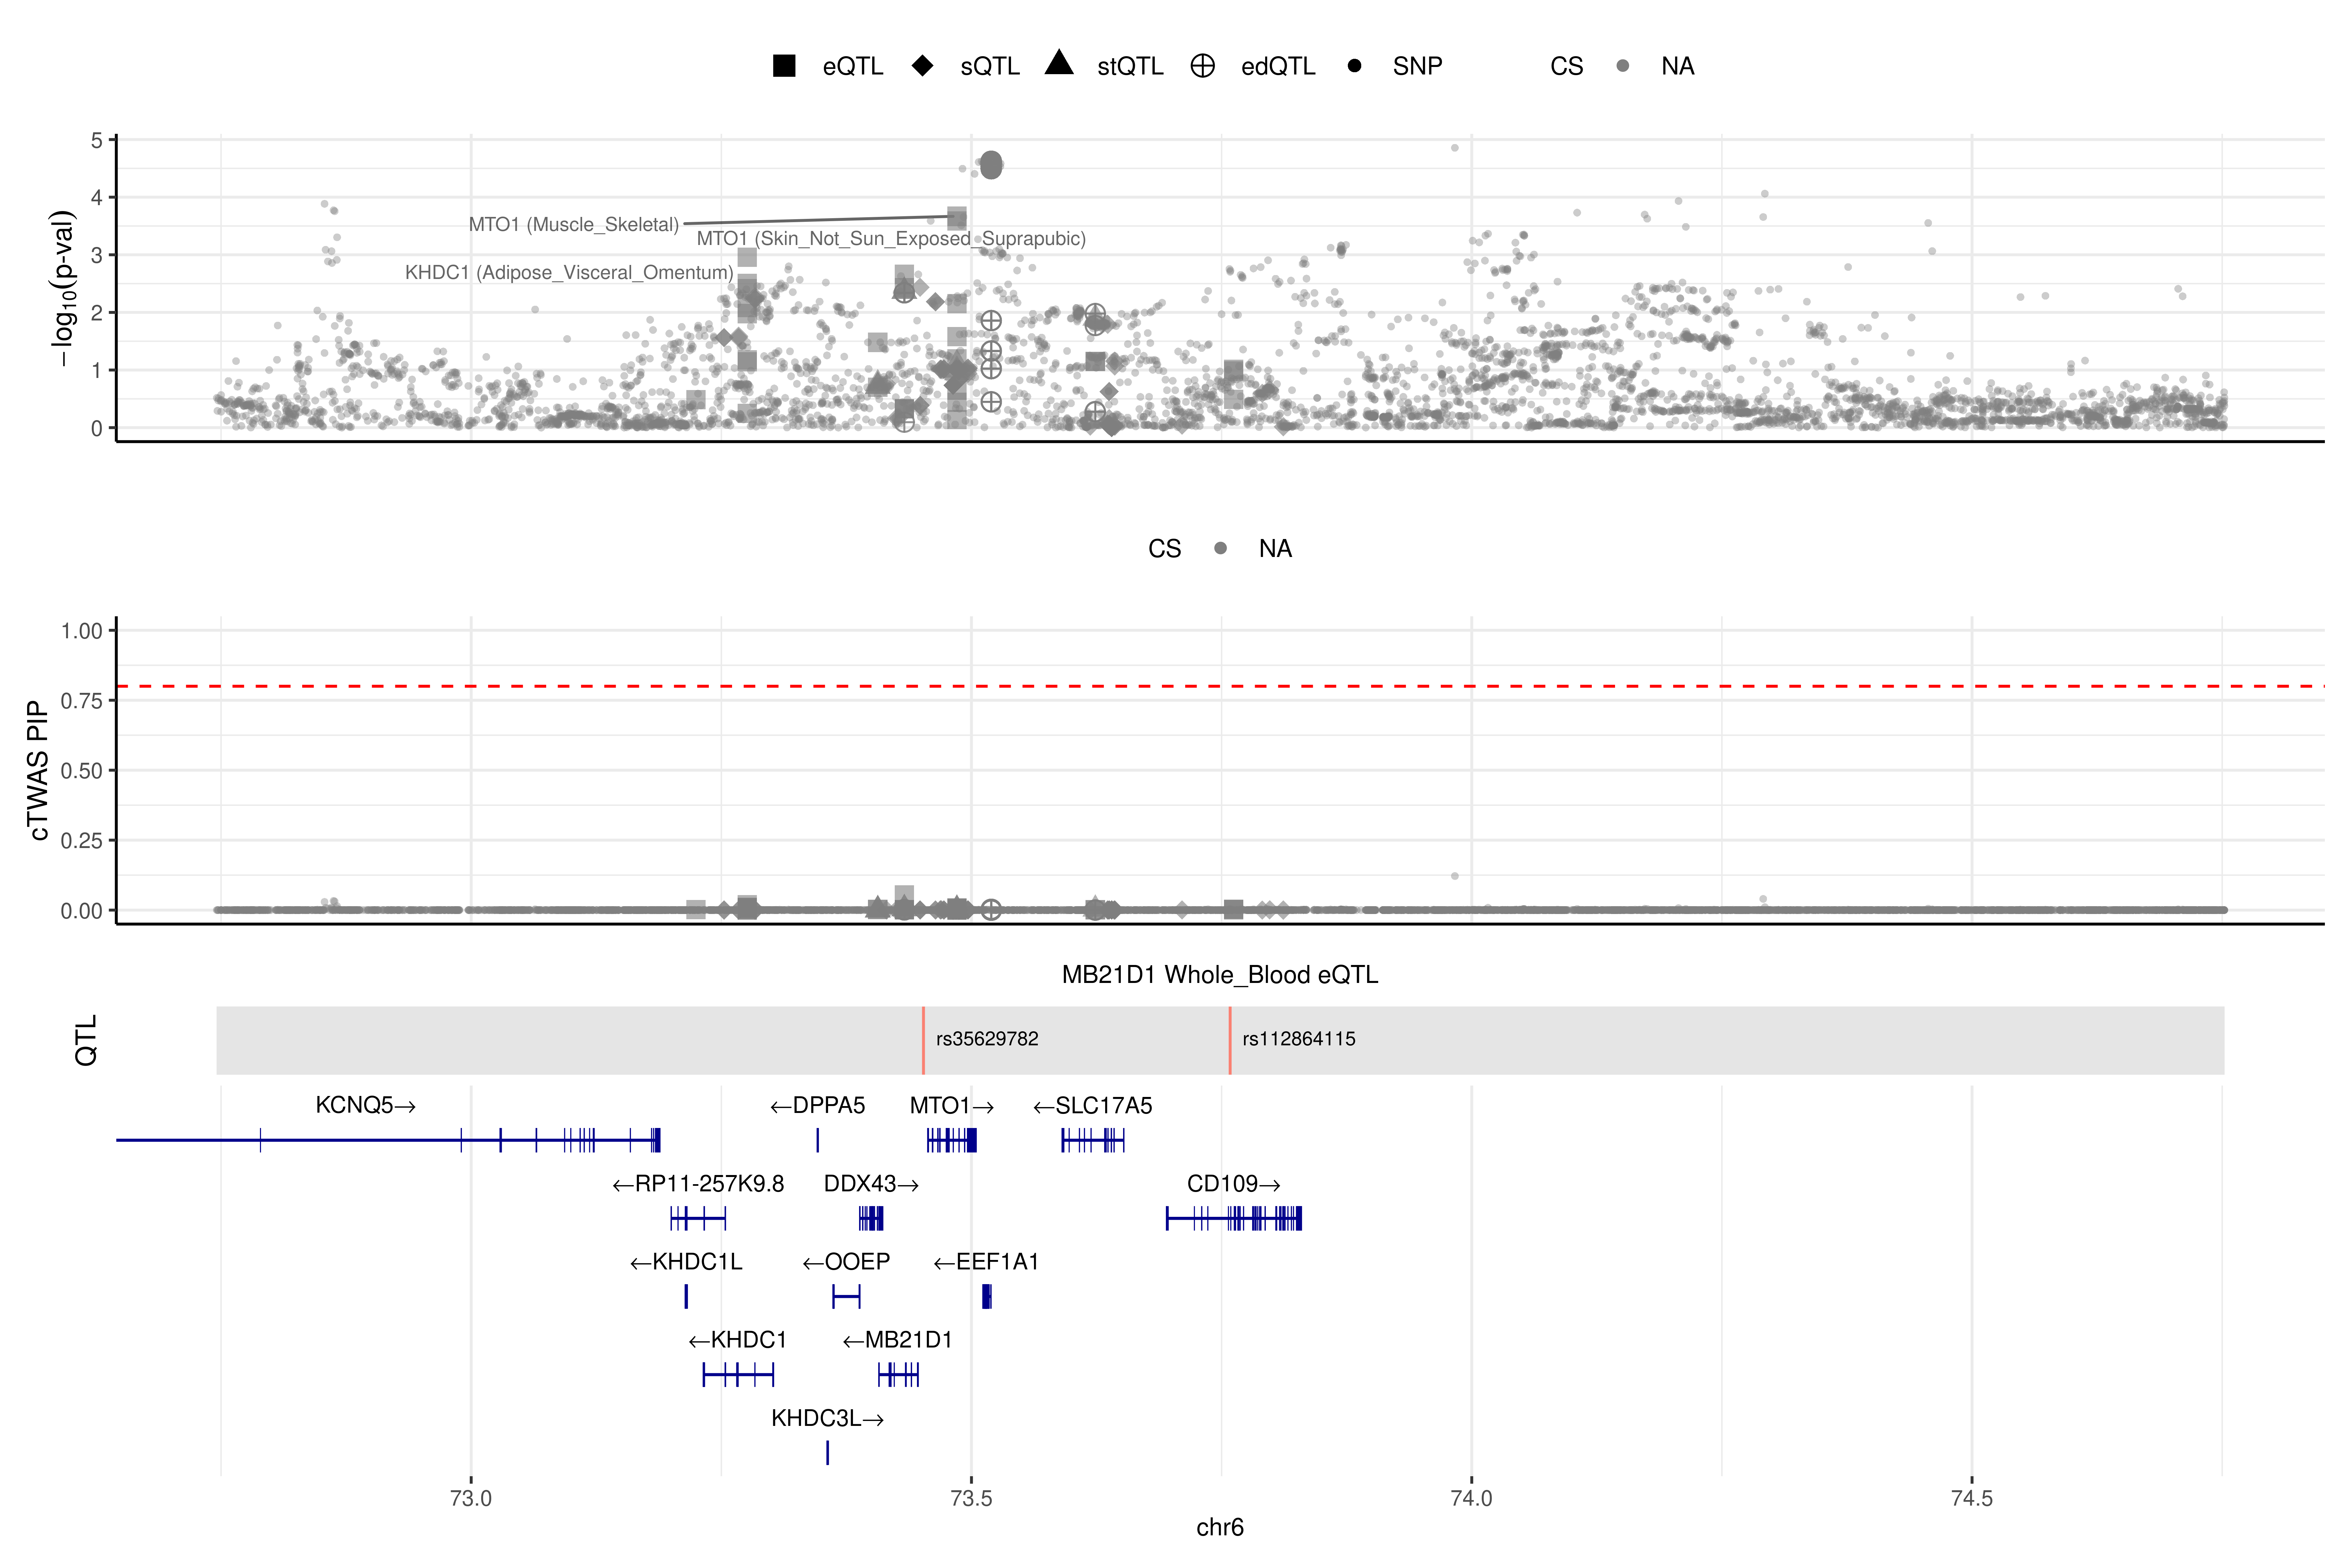 eQTL sQTL stQTL edQTL SNP CS NA
5
4
3
2
1
0
−log10(p-val)
MTO1 (Muscle_Skeletal)
MTO1 (Skin_Not_Sun_Exposed_Suprapubic)
KHDC1 (Adipose_Visceral_Omentum)
CS NA
1.00
0.75
0.50
0.25
0.00
cTWAS PIP
MB21D1 Whole_Blood eQTL
QTL
rs35629782 rs112864115
KCNQ5→ ←DPPA5 MTO1→ ←SLC17A5
←RP11-257K9.8 DDX43→ CD109→
←KHDC1L ←OOEP ←EEF1A1
←KHDC1 ←MB21D1
KHDC3L→
73.0 73.5 74.0 74.5
chr6